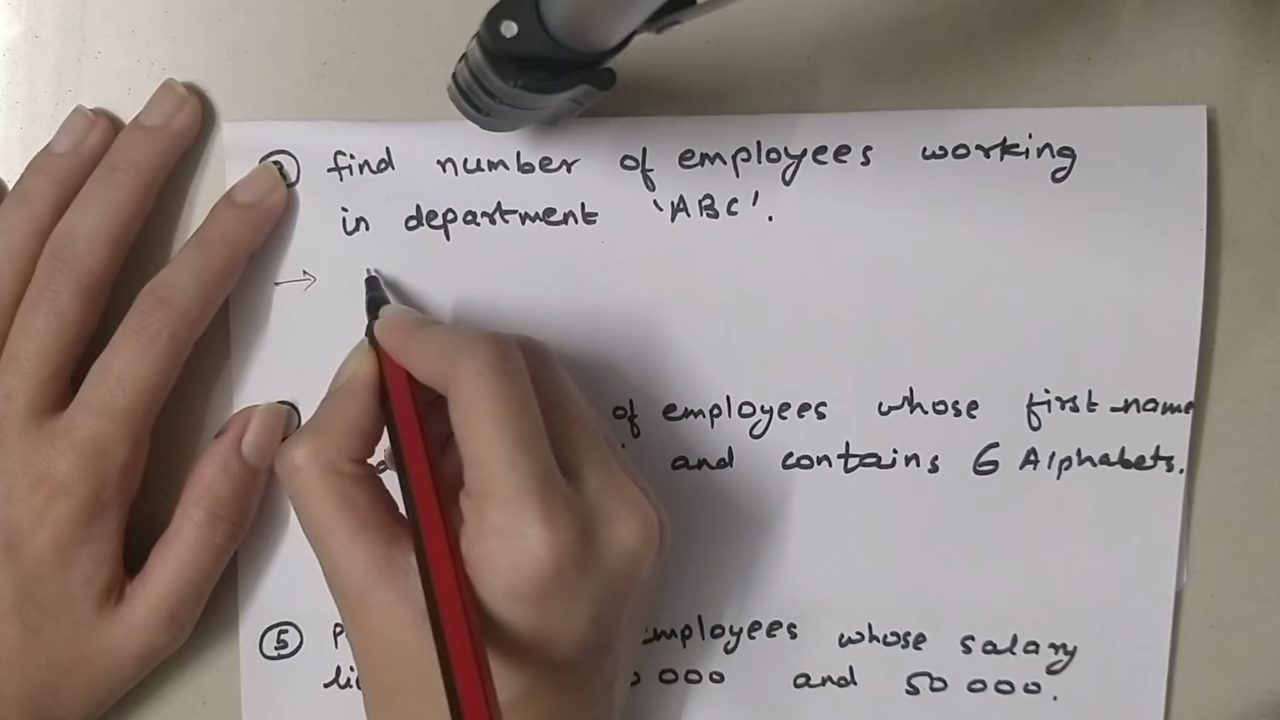 find number of employees working
in department 'ABC'.
→
of employees whose first-name
and contains 6 Alphabets.
⑤ employees whose salary
000 and 50 000.